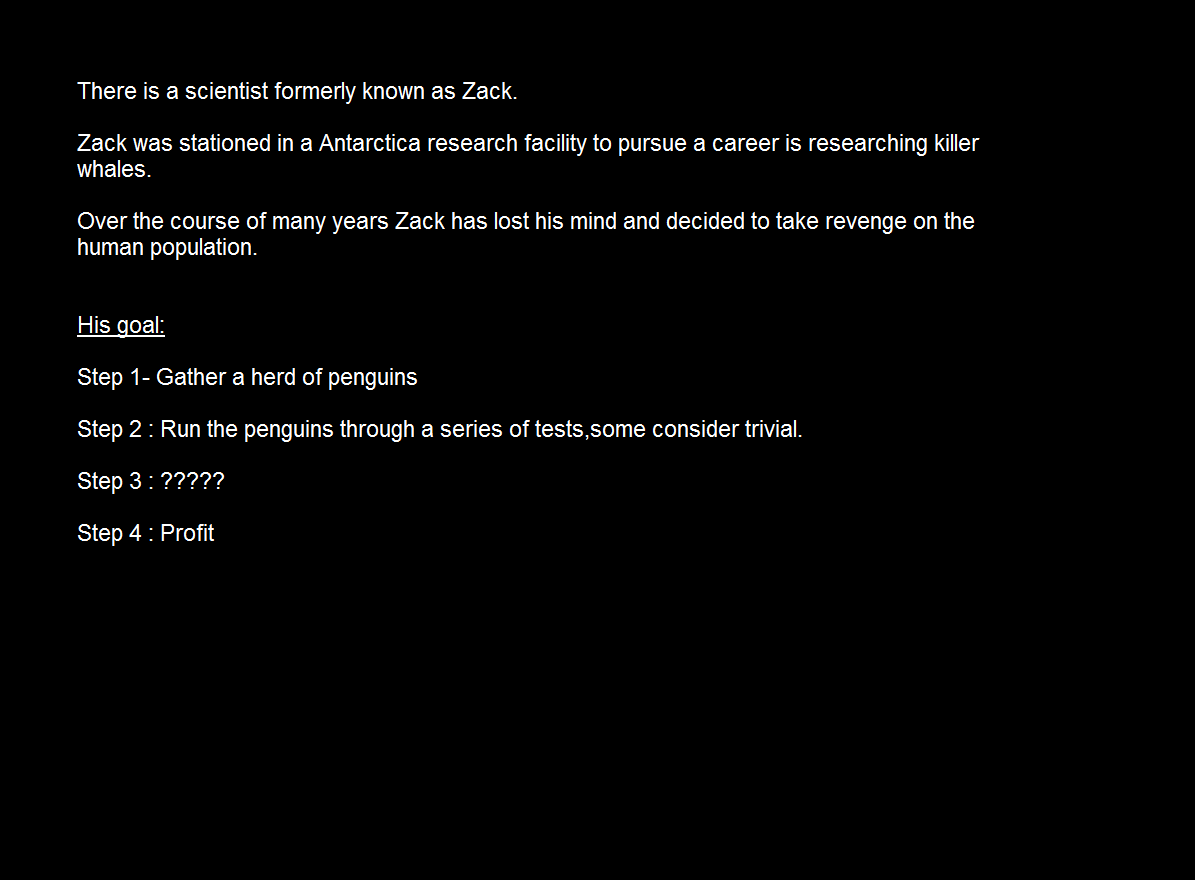 There is a scientist formerly known as Zack.
Zack was stationed in a Antarctica research facility to pursue a career is researching killer
whales.
Over the course of many years Zack has lost his mind and decided to take revenge on the
human population.
His goal:
Step 1- Gather a herd of penguins
Step 2 : Run the penguins through a series of tests,some consider trivial.
Step 3 : ?????
Step 4 : Profit